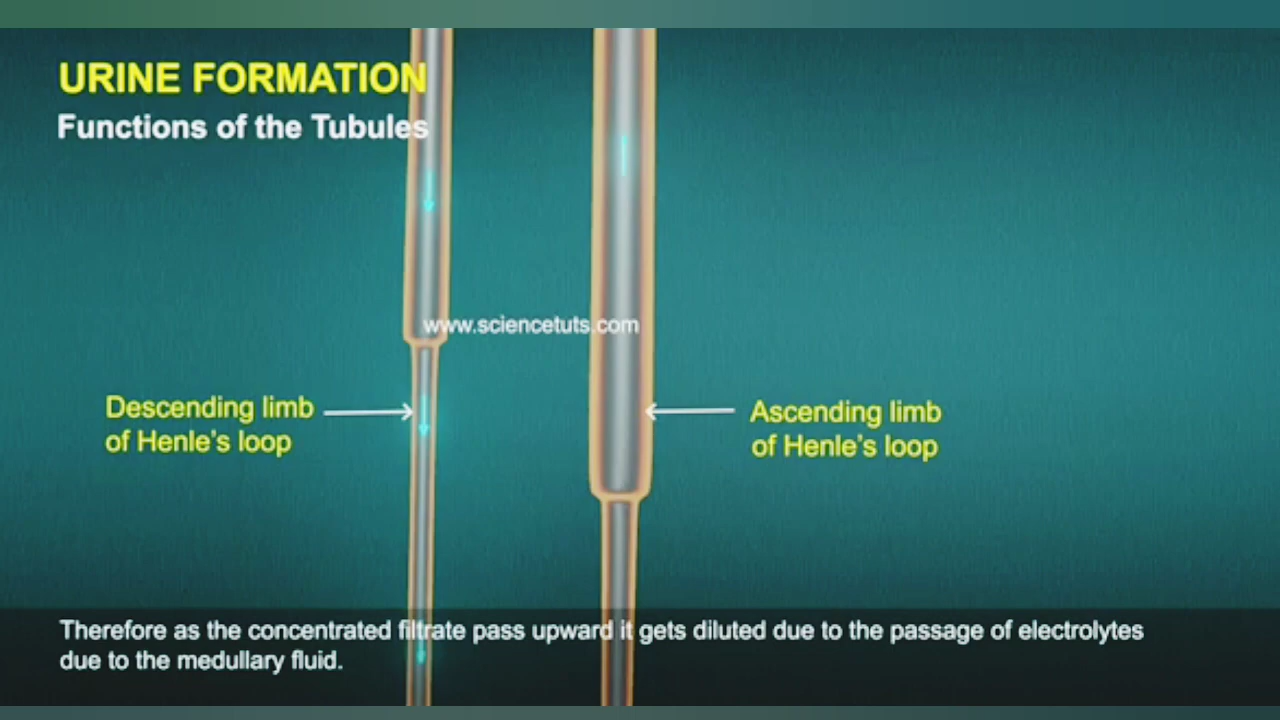 URINE FORMATION
Functions of the Tubules
www.sciencetuts.com
Descending limb
of Henle's loop
Ascending limb
of Henle's loop
Therefore as the concentrated filtrate pass upward it gets diluted due to the passage of electrolytes
due to the medullary fluid.